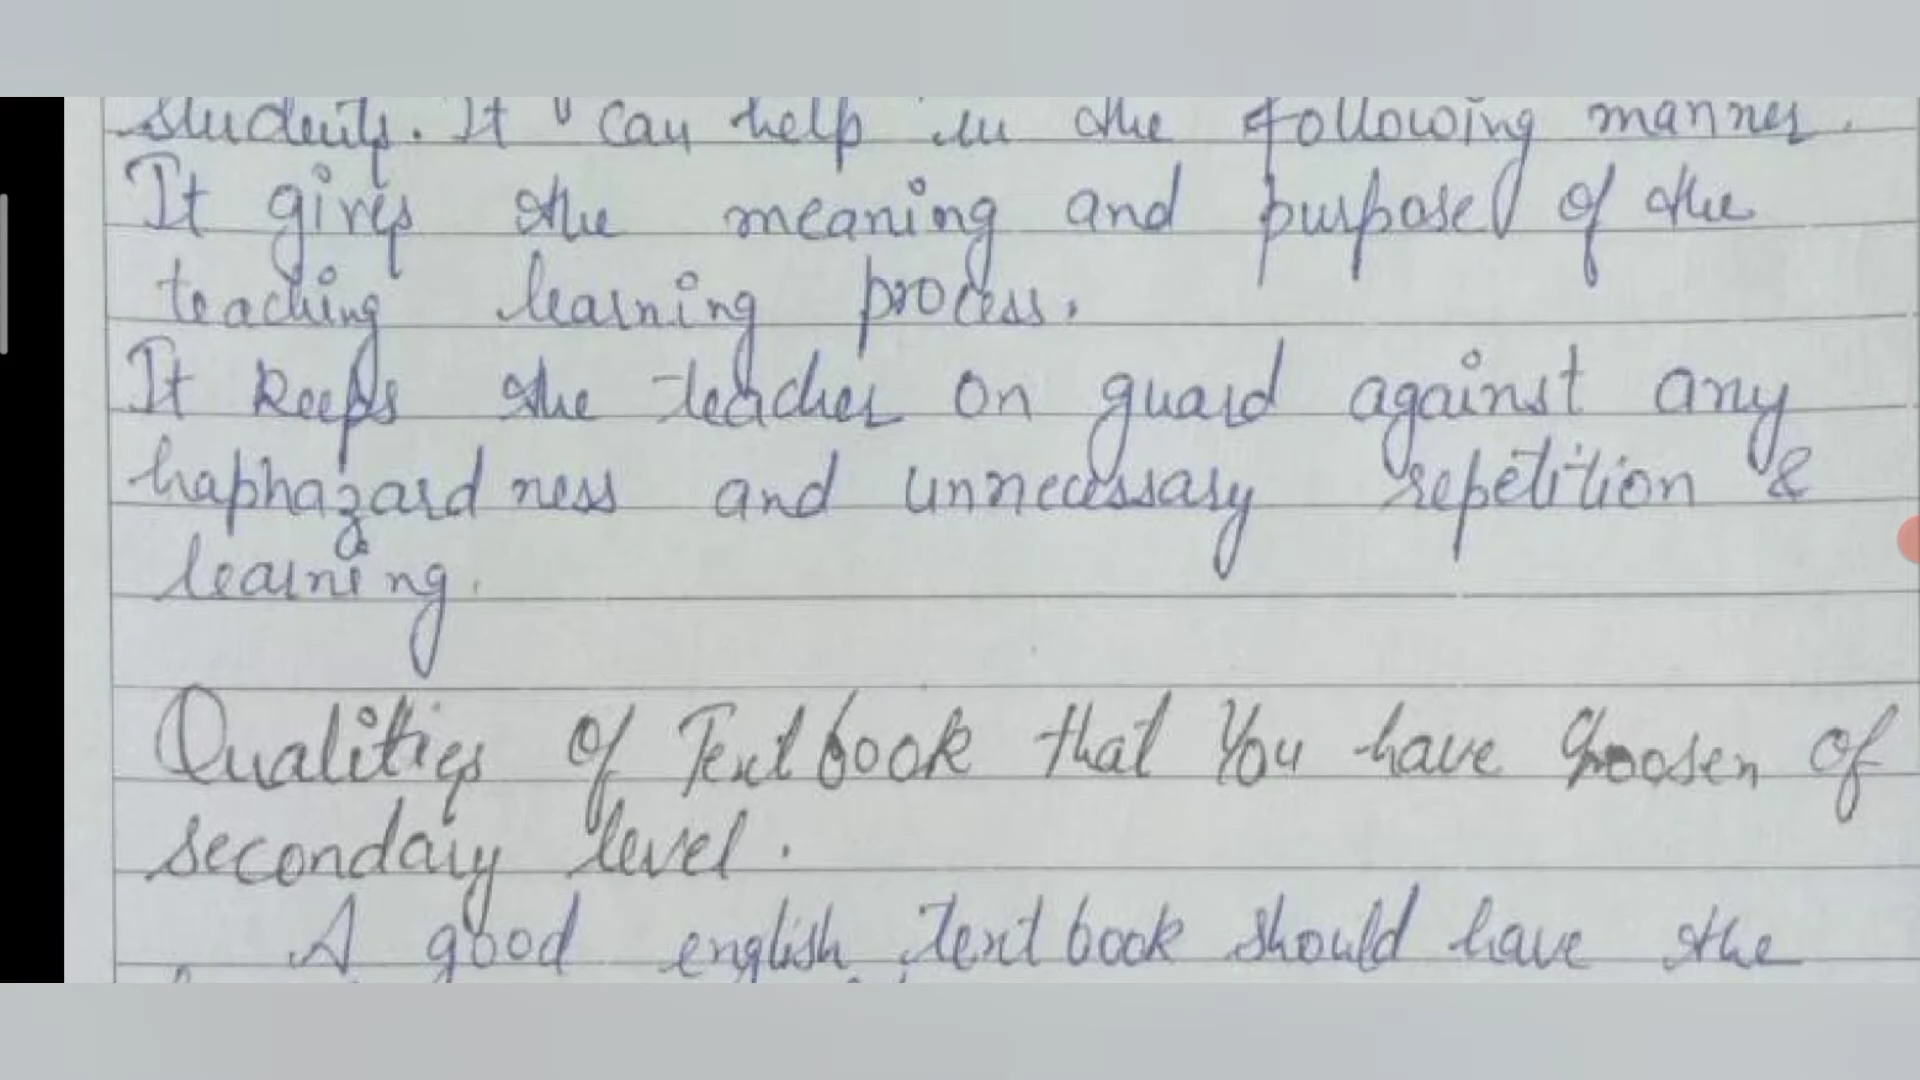 students. It can help in the following manner.
It gives the meaning and purpose of the
teaching learning process.
It keeps the teacher on guard against any
haphazardness and unnecessary repetition &
learning.
Qualities of Textbook that You have Choosen of
secondary level.
A good english textbook should have the